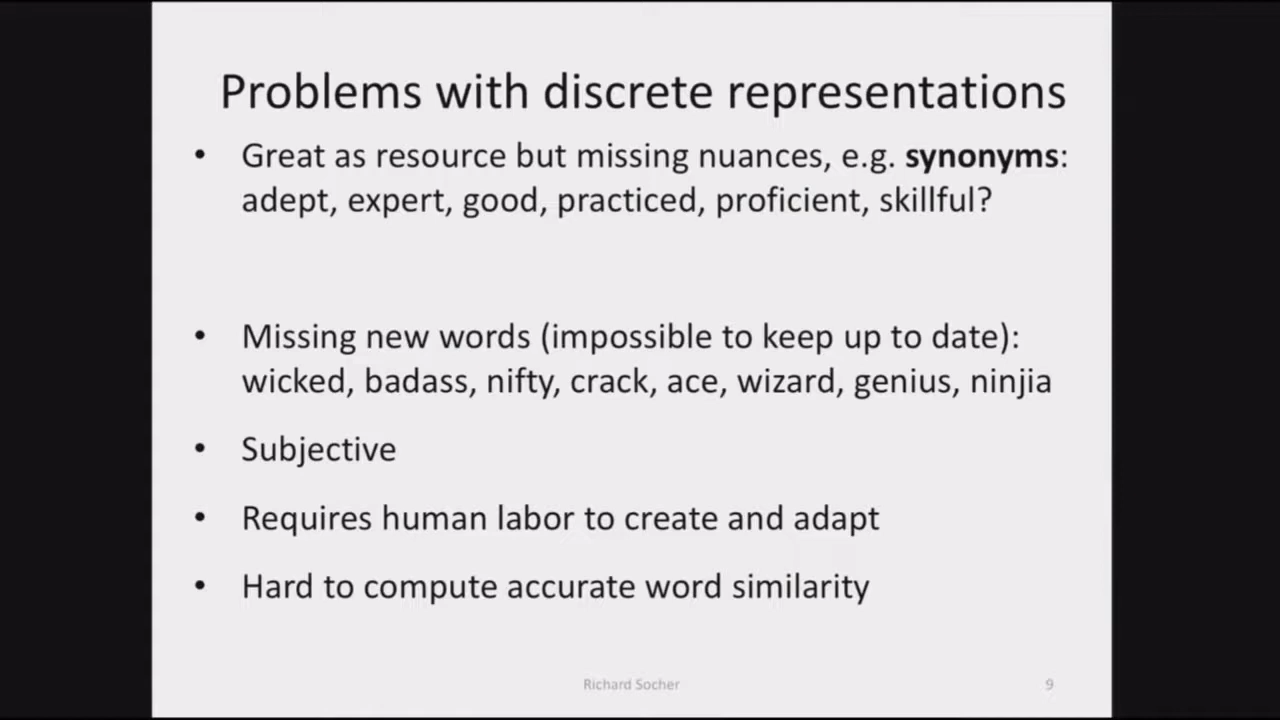 Problems with discrete representations
• Great as resource but missing nuances, e.g. synonyms:
adept, expert, good, practiced, proficient, skillful?
• Missing new words (impossible to keep up to date):
wicked, badass, nifty, crack, ace, wizard, genius, ninjia
• Subjective
• Requires human labor to create and adapt
• Hard to compute accurate word similarity
Richard Socher
9